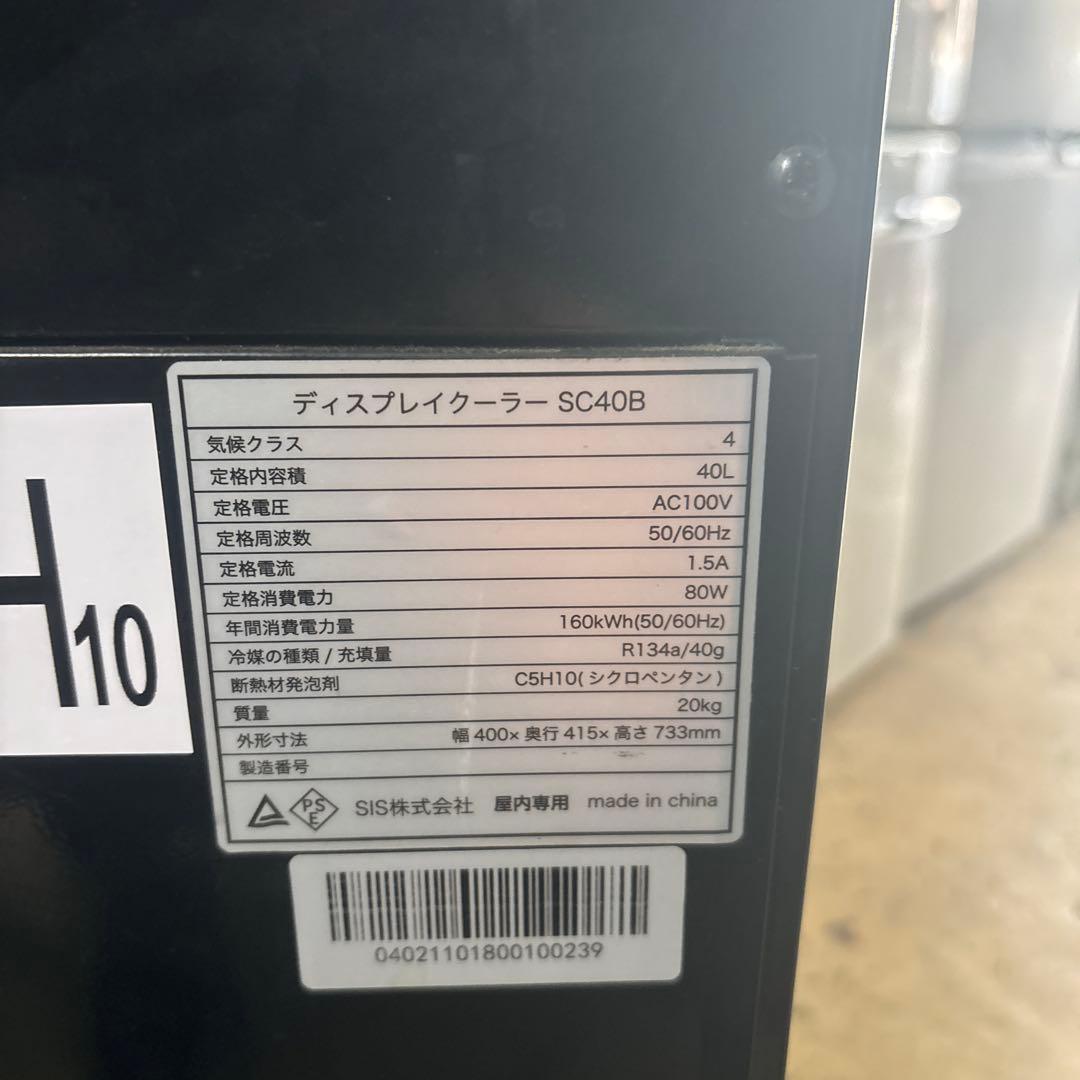 ディスプレイクーラー SC40B
気候クラス 4
定格内容積 40L
定格電圧 AC100V
定格周波数 50/60Hz
定格電流 1.5A
定格消費電力 80W
年間消費電力量 160kWh(50/60Hz)
冷媒の種類 / 充填量 R134a/40g
断熱材発泡剤 C5H10( シクロペンタン )
質量 20kg
外形寸法 幅 400× 奥行 415× 高さ 733mm
製造番号
PSE SIS株式会社 屋内専用 made in china
04021101800100239
H10